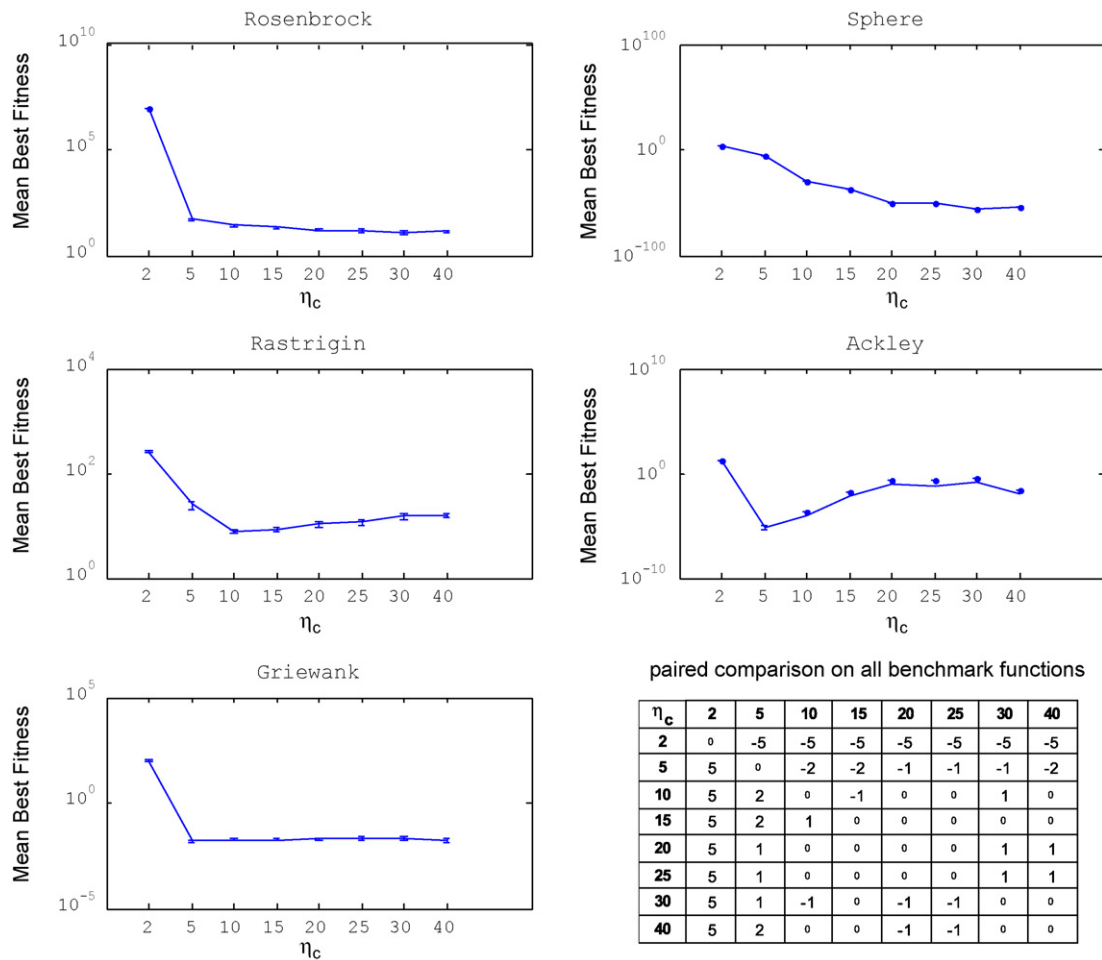 Rosenbrock
Mean Best Fitness
10^10
10^5
10^0
2 5 10 15 20 25 30 40
η_c
Sphere
Mean Best Fitness
10^100
10^0
10^-100
2 5 10 15 20 25 30 40
η_c
Rastrigin
Mean Best Fitness
10^4
10^2
10^0
2 5 10 15 20 25 30 40
η_c
Ackley
Mean Best Fitness
10^10
10^0
10^-10
2 5 10 15 20 25 30 40
η_c
Griewank
Mean Best Fitness
10^5
10^0
10^-5
2 5 10 15 20 25 30 40
η_c
paired comparison on all benchmark functions
η_c 2 5 10 15 20 25 30 40
2 0 -5 -5 -5 -5 -5 -5 -5
5 5 0 -2 -2 -1 -1 -1 -2
10 5 2 0 -1 0 0 1 0
15 5 2 1 0 0 0 0 0
20 5 1 0 0 0 0 1 1
25 5 1 0 0 0 0 1 1
30 5 1 -1 0 -1 -1 0 0
40 5 2 0 0 -1 -1 0 0